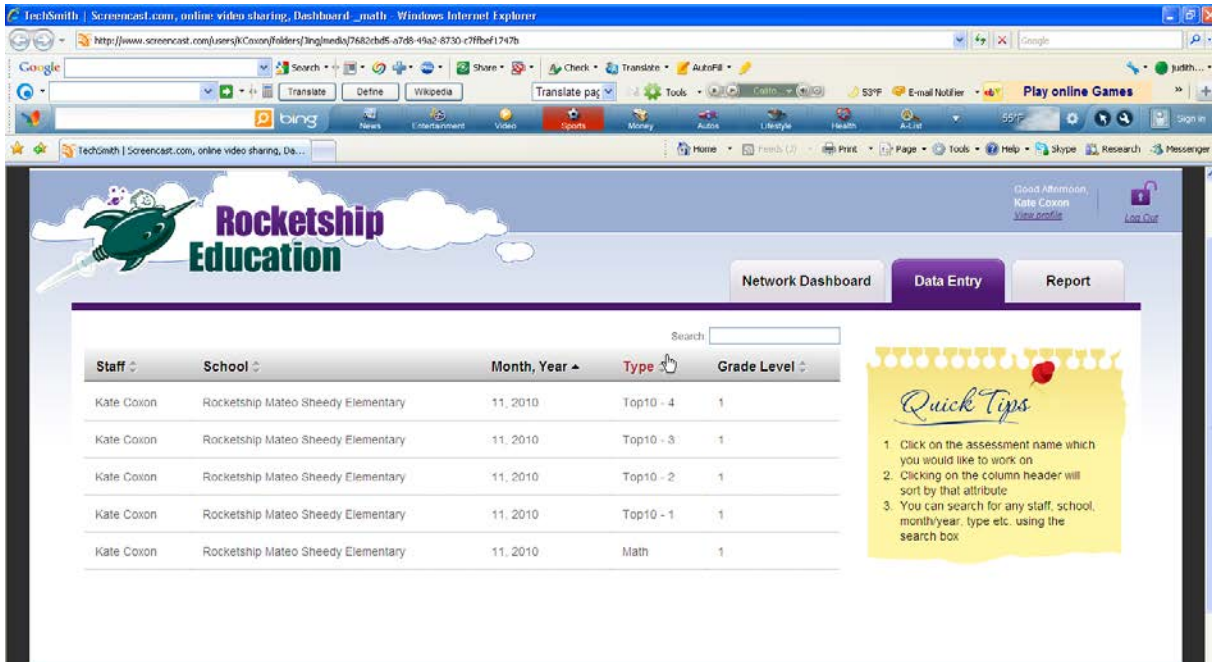 TechSmith | Screencast.com, online video sharing, Dashboard-_math - Windows Internet Explorer
http://www.screencast.com/users/KCoxon/folders/Jing/media/7682cbd5-a7d8-49a2-8730-c7ffbef1747b
Google
Google Search Share Check Translate AutoFill judith...
Translate Define Wikipedia Translate pag Tools 53°F E-mail Notifier Play online Games
bing News Entertainment Video Sports Money Autos Lifestyle Health A-List 55°F Sign in
TechSmith | Screencast.com, online video sharing, Da... Home Feeds Print Page Tools Help Skype Research Messenger
Good Afternoon,
Kate Coxon
View profile
Log Out
Rocketship
Education
Network Dashboard Data Entry Report
Search
Staff School Month, Year Type Grade Level
Kate Coxon Rocketship Mateo Sheedy Elementary 11, 2010 Top10 - 4 1
Kate Coxon Rocketship Mateo Sheedy Elementary 11, 2010 Top10 - 3 1
Kate Coxon Rocketship Mateo Sheedy Elementary 11, 2010 Top10 - 2 1
Kate Coxon Rocketship Mateo Sheedy Elementary 11, 2010 Top10 - 1 1
Kate Coxon Rocketship Mateo Sheedy Elementary 11, 2010 Math 1
Quick Tips
1. Click on the assessment name which
you would like to work on
2. Clicking on the column header will
sort by that attribute
3. You can search for any staff, school,
month/year, type etc. using the
search box